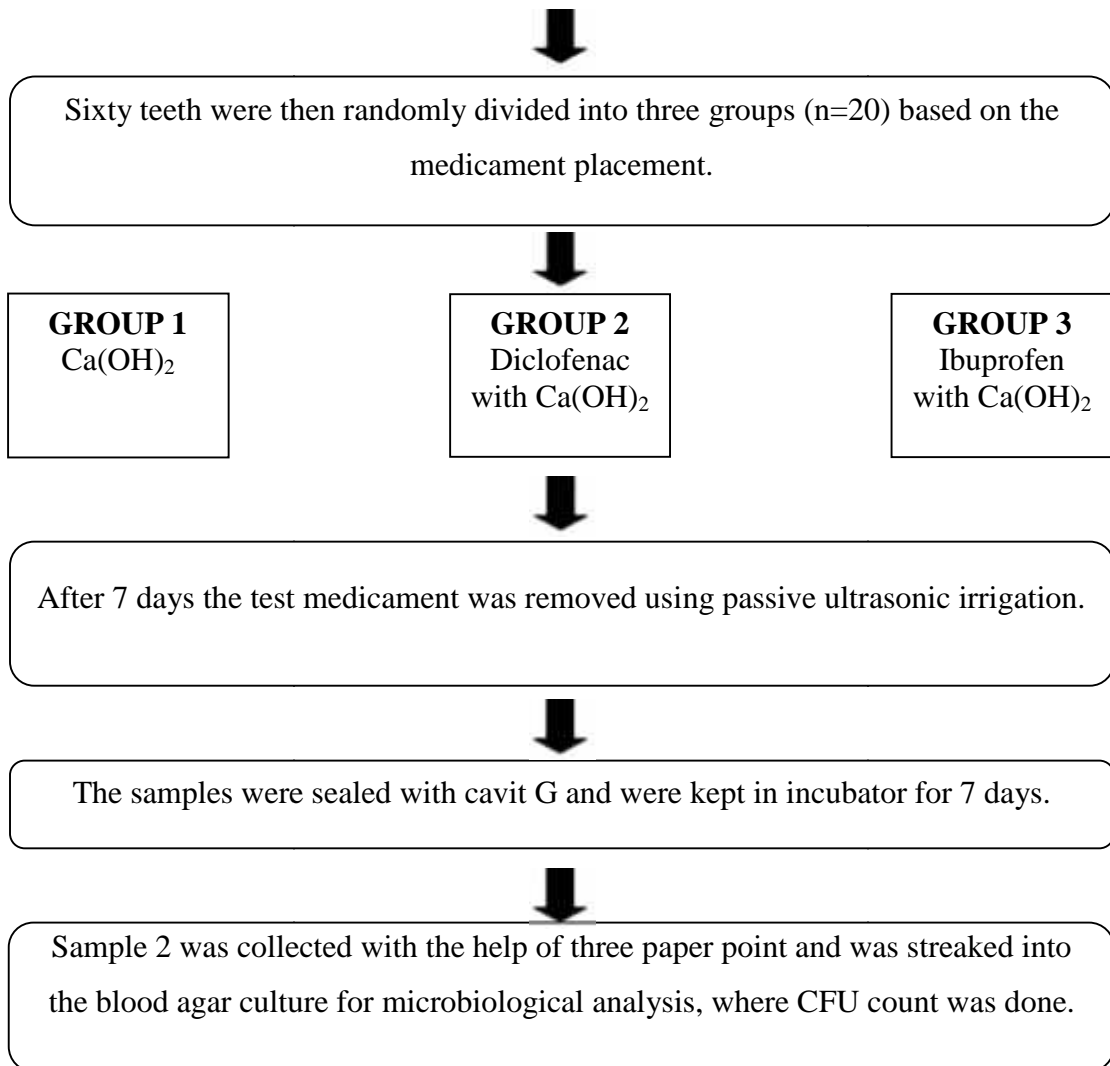 Sixty teeth were then randomly divided into three groups (n=20) based on the
medicament placement.
GROUP 1
Ca(OH)₂
GROUP 2
Diclofenac
with Ca(OH)₂
GROUP 3
Ibuprofen
with Ca(OH)₂
After 7 days the test medicament was removed using passive ultrasonic irrigation.
The samples were sealed with cavit G and were kept in incubator for 7 days.
Sample 2 was collected with the help of three paper point and was streaked into
the blood agar culture for microbiological analysis, where CFU count was done.